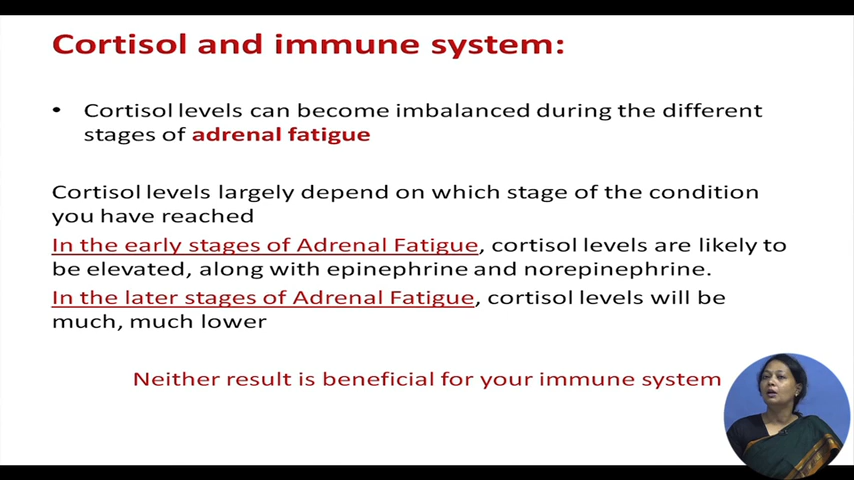 Cortisol and immune system:
• Cortisol levels can become imbalanced during the different
stages of adrenal fatigue
Cortisol levels largely depend on which stage of the condition
you have reached
In the early stages of Adrenal Fatigue, cortisol levels are likely to
be elevated, along with epinephrine and norepinephrine.
In the later stages of Adrenal Fatigue, cortisol levels will be
much, much lower
Neither result is beneficial for your immune system